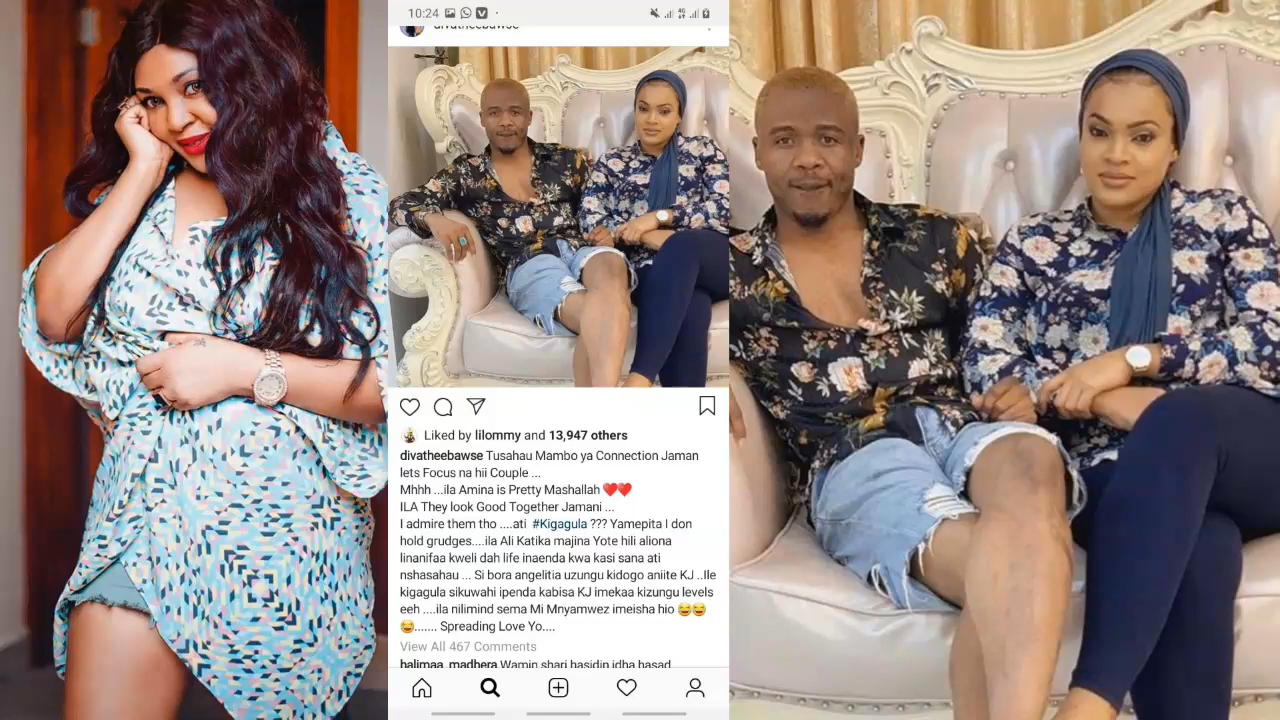 10:24
divatheebawse
Liked by lilommy and 13,947 others
divatheebawse Tusahau Mambo ya Connection Jaman
lets Focus na hii Couple ...
Mhhh ...ila Amina is Pretty Mashallah ❤️❤️
ILA They look Good Together Jamani ...
I admire them tho ....ati #Kigagula ??? Yamepita I don
hold grudges....ila Ali Katika majina Yote hili aliona
linanifaa kweli dah life inaenda kwa kasi sana ati
nshasahau ... Si bora angelitia uzungu kidogo aniite KJ ..Ile
kigagula sikuwahi ipenda kabisa KJ imekaa kizungu levels
eeh ....ila nilimind sema Mi Mnyamwez imeisha hio 😂😂
😂....... Spreading Love Yo....
View All 467 Comments
halimaa_madhera Wamin shari hasidin idha hasad